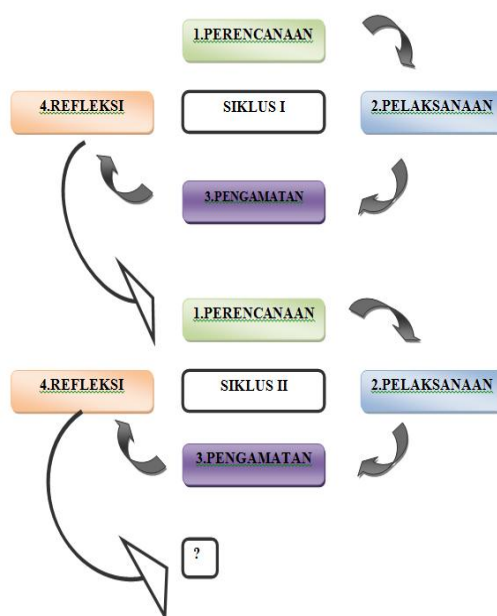 1.PERENCANAAN
4.REFLEKSI
SIKLUS I
2.PELAKSANAAN
3.PENGAMATAN
1.PERENCANAAN
4.REFLEKSI
SIKLUS II
2.PELAKSANAAN
3.PENGAMATAN
?